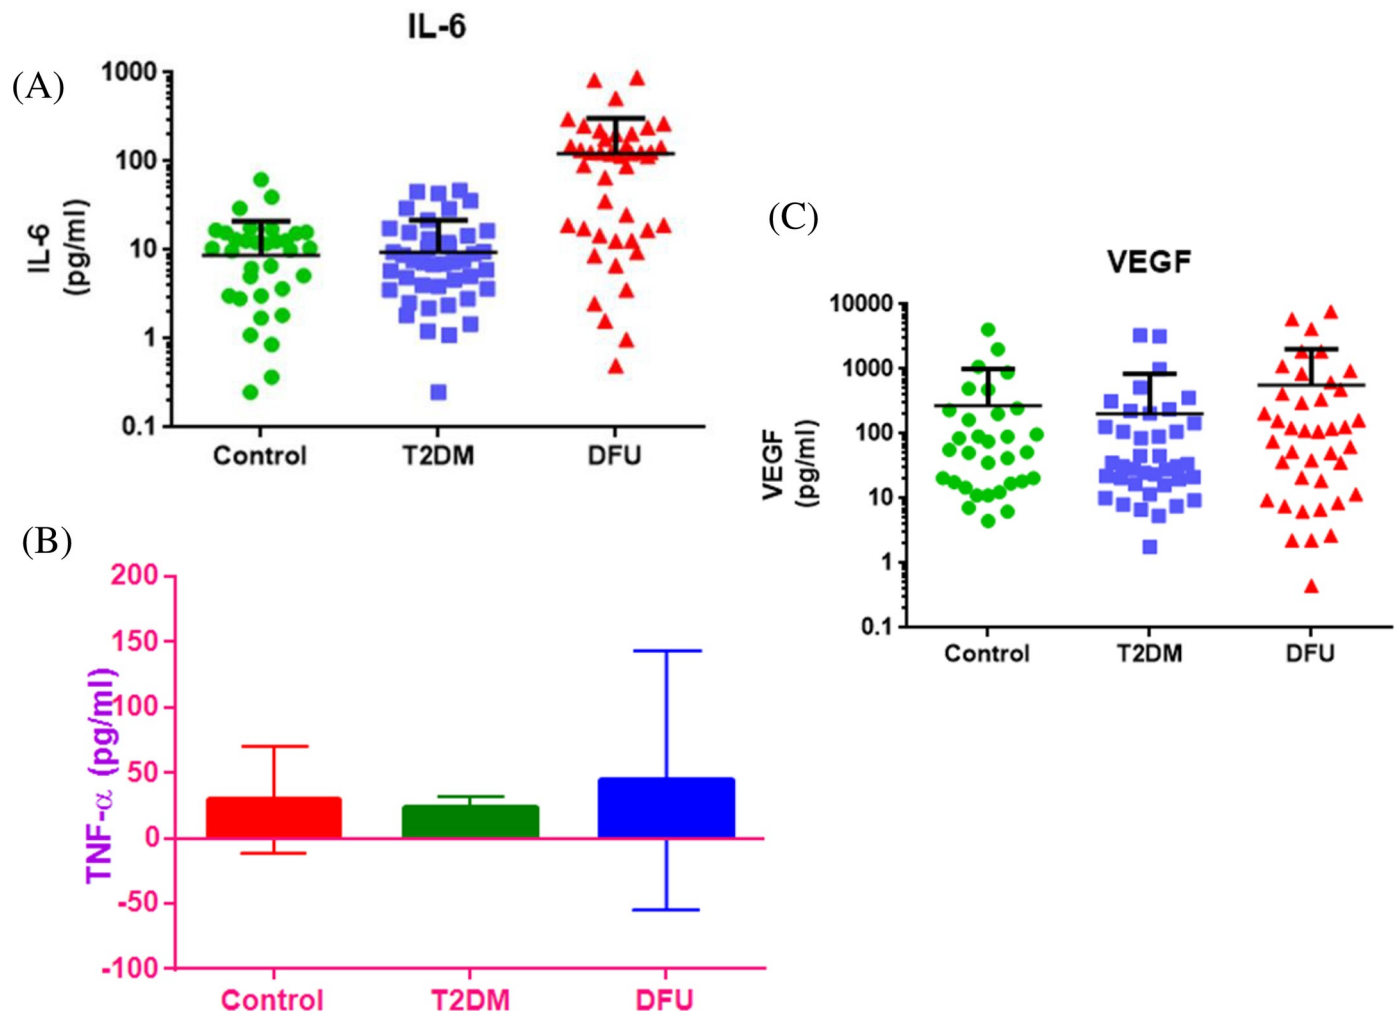 IL-6
(A)
1000
100
10
1
0.1
IL-6
(pg/ml)
Control
T2DM
DFU
(C)
VEGF
10000
1000
100
10
1
0.1
VEGF
(pg/ml)
Control
T2DM
DFU
(B)
200
150
100
50
0
-50
-100
TNF-α (pg/ml)
Control
T2DM
DFU